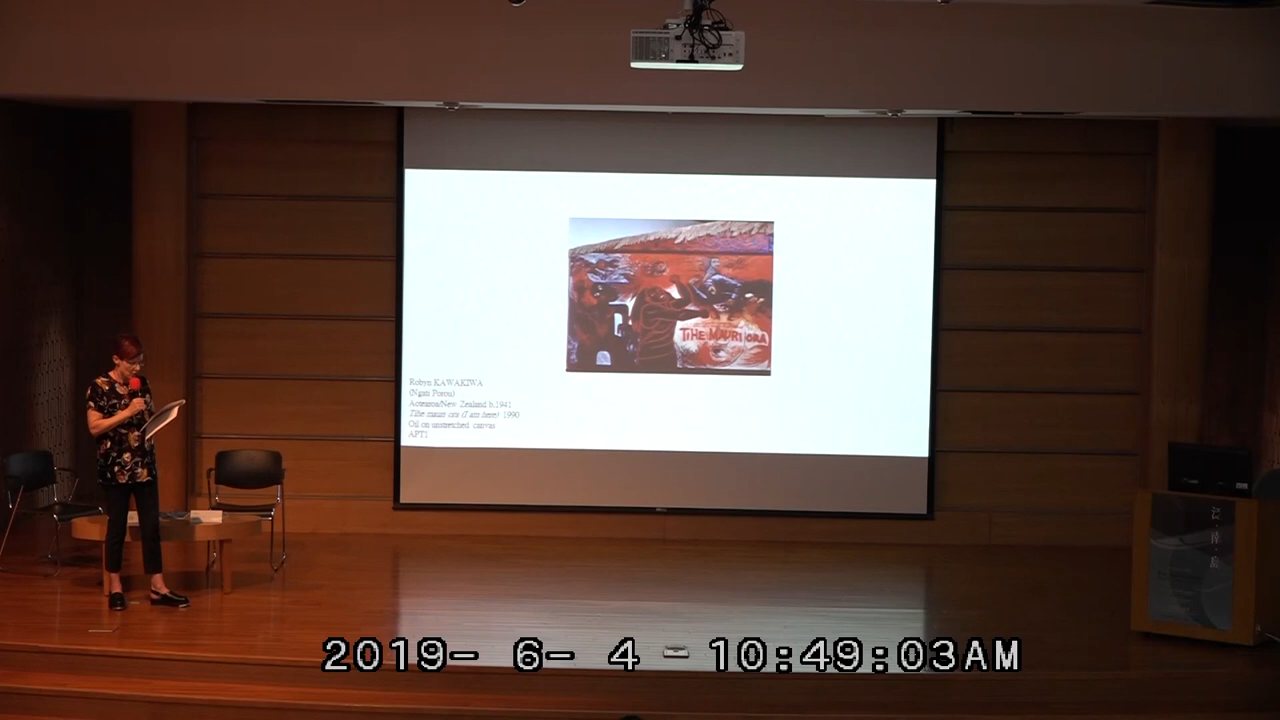 TIHE MAURI ORA
Robyn KAWAKIWA
(Ngati Porou)
Aotearoa/New Zealand b.1941
Tihe mauri ora (I am here) 1990
Oil on unstretched canvas
APT1
2019- 6- 4 - 10:49:03AM